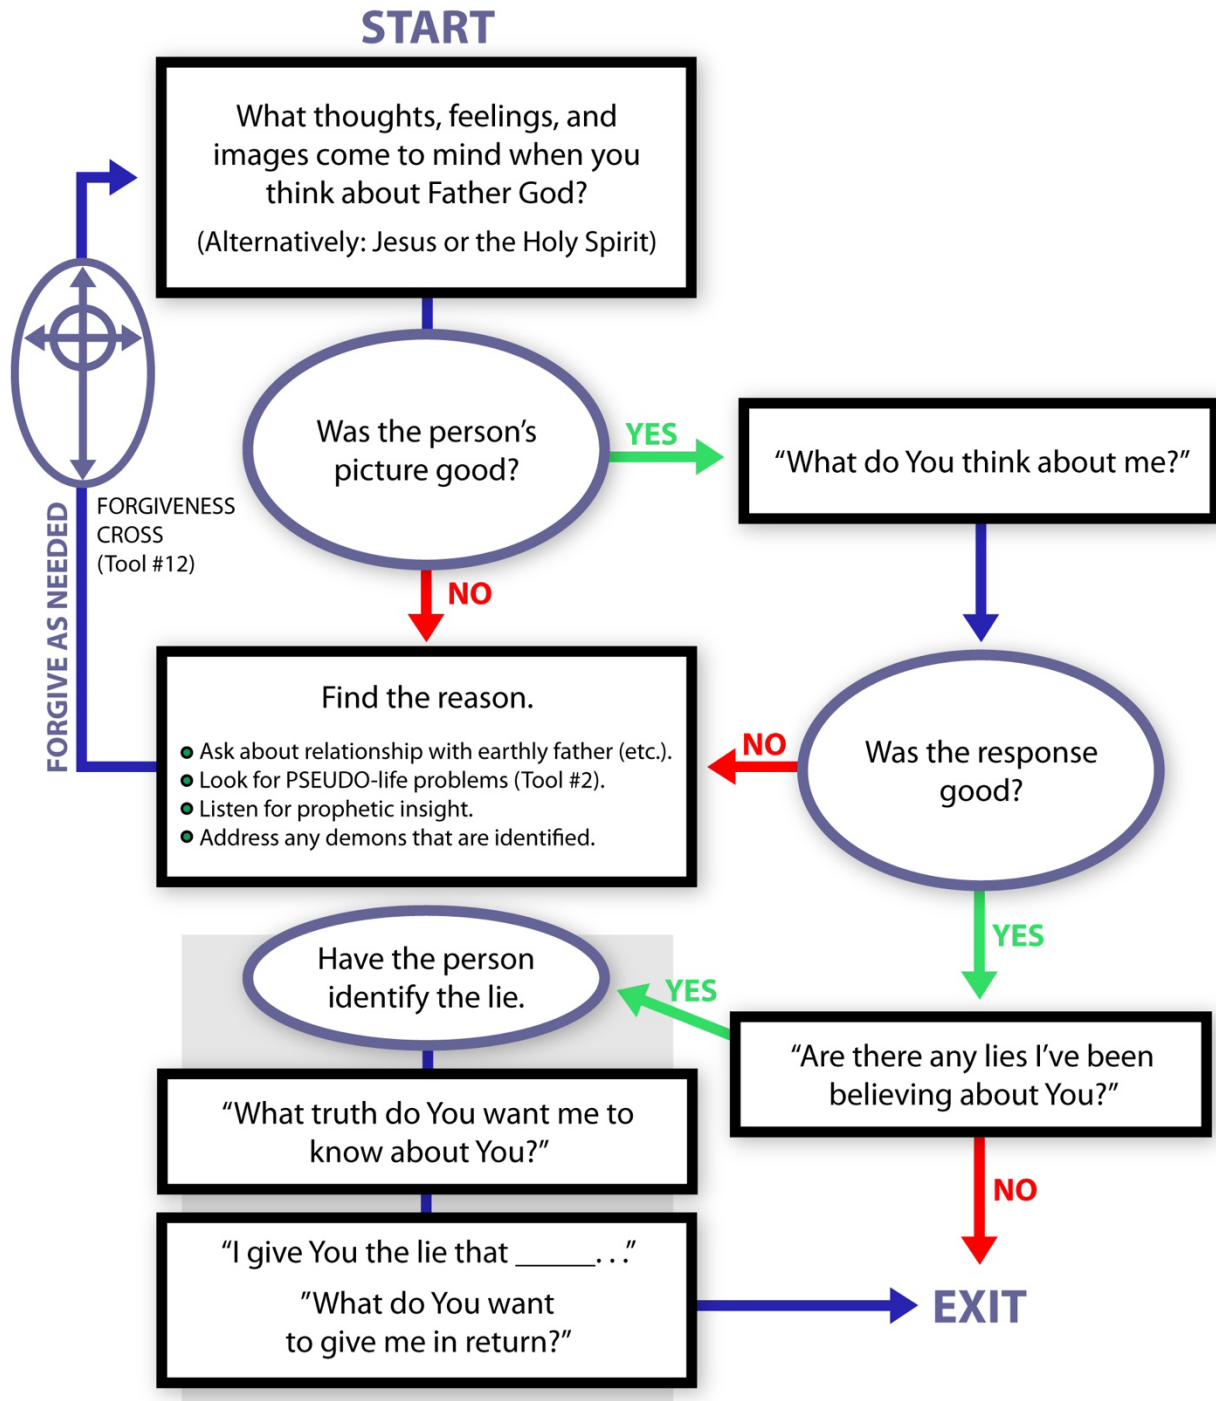 START
What thoughts, feelings, and
images come to mind when you
think about Father God?
(Alternatively: Jesus or the Holy Spirit)
Was the person’s
picture good?
YES
“What do You think about me?”
FORGIVENESS
CROSS
(Tool #12)
FORGIVE AS NEEDED
NO
Find the reason.
Ask about relationship with earthly father (etc.).
Look for PSEUDO-life problems (Tool #2).
Listen for prophetic insight.
Address any demons that are identified.
NO
Was the response
good?
YES
“Are there any lies I’ve been
believing about You?”
YES
Have the person
identify the lie.
“What truth do You want me to
know about You?”
“I give You the lie that _____. . .”
”What do You want
to give me in return?”
NO
EXIT